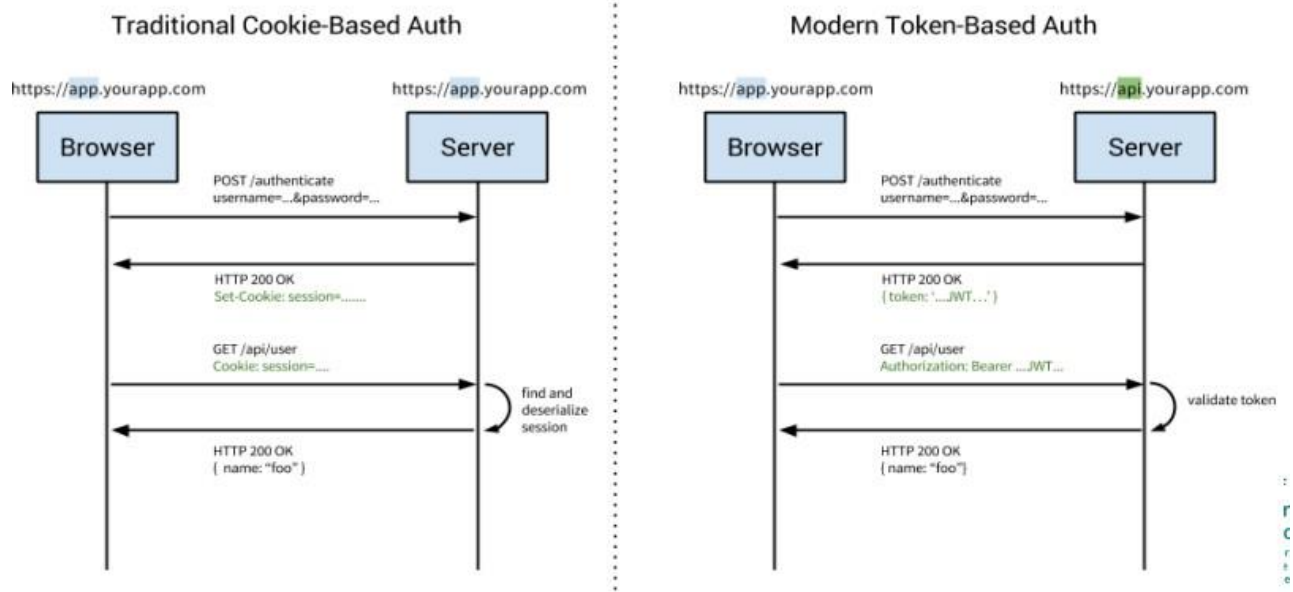 Traditional Cookie-Based Auth
https://app.yourapp.com
https://app.yourapp.com
Browser
Server
POST /authenticate
username=...&password=...
HTTP 200 OK
Set-Cookie: session=.......
GET /api/user
Cookie: session=....
find and
deserialize
session
HTTP 200 OK
{ name: “foo” }
Modern Token-Based Auth
https://app.yourapp.com
https://api.yourapp.com
Browser
Server
POST /authenticate
username=...&password=...
HTTP 200 OK
{ token: ‘...JWT...’ }
GET /api/user
Authorization: Bearer ...JWT...
validate token
HTTP 200 OK
{ name: “foo”}